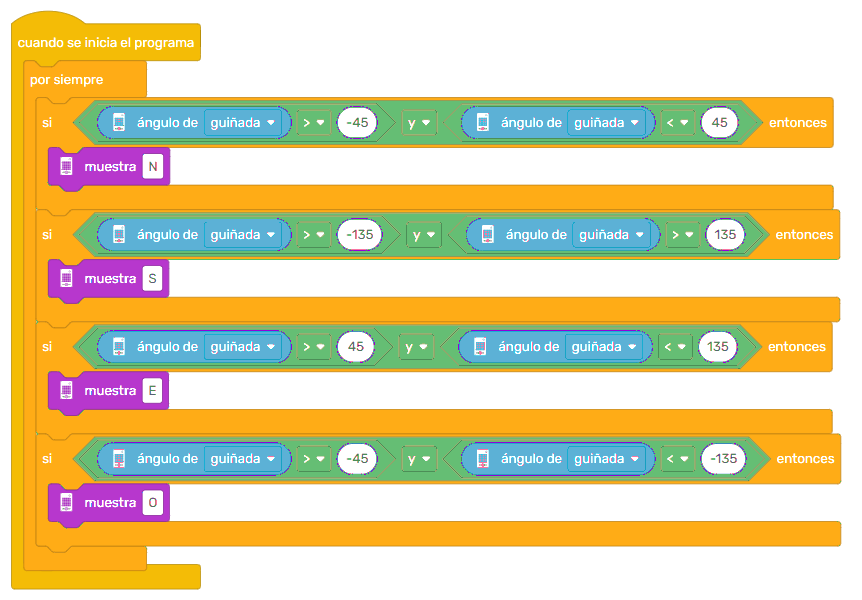 cuando se inicia el programa
por siempre
si ángulo de guiñada > -45 y ángulo de guiñada < 45 entonces
muestra N
si ángulo de guiñada > -135 y ángulo de guiñada > 135 entonces
muestra S
si ángulo de guiñada > 45 y ángulo de guiñada < 135 entonces
muestra E
si ángulo de guiñada > -45 y ángulo de guiñada < -135 entonces
muestra O